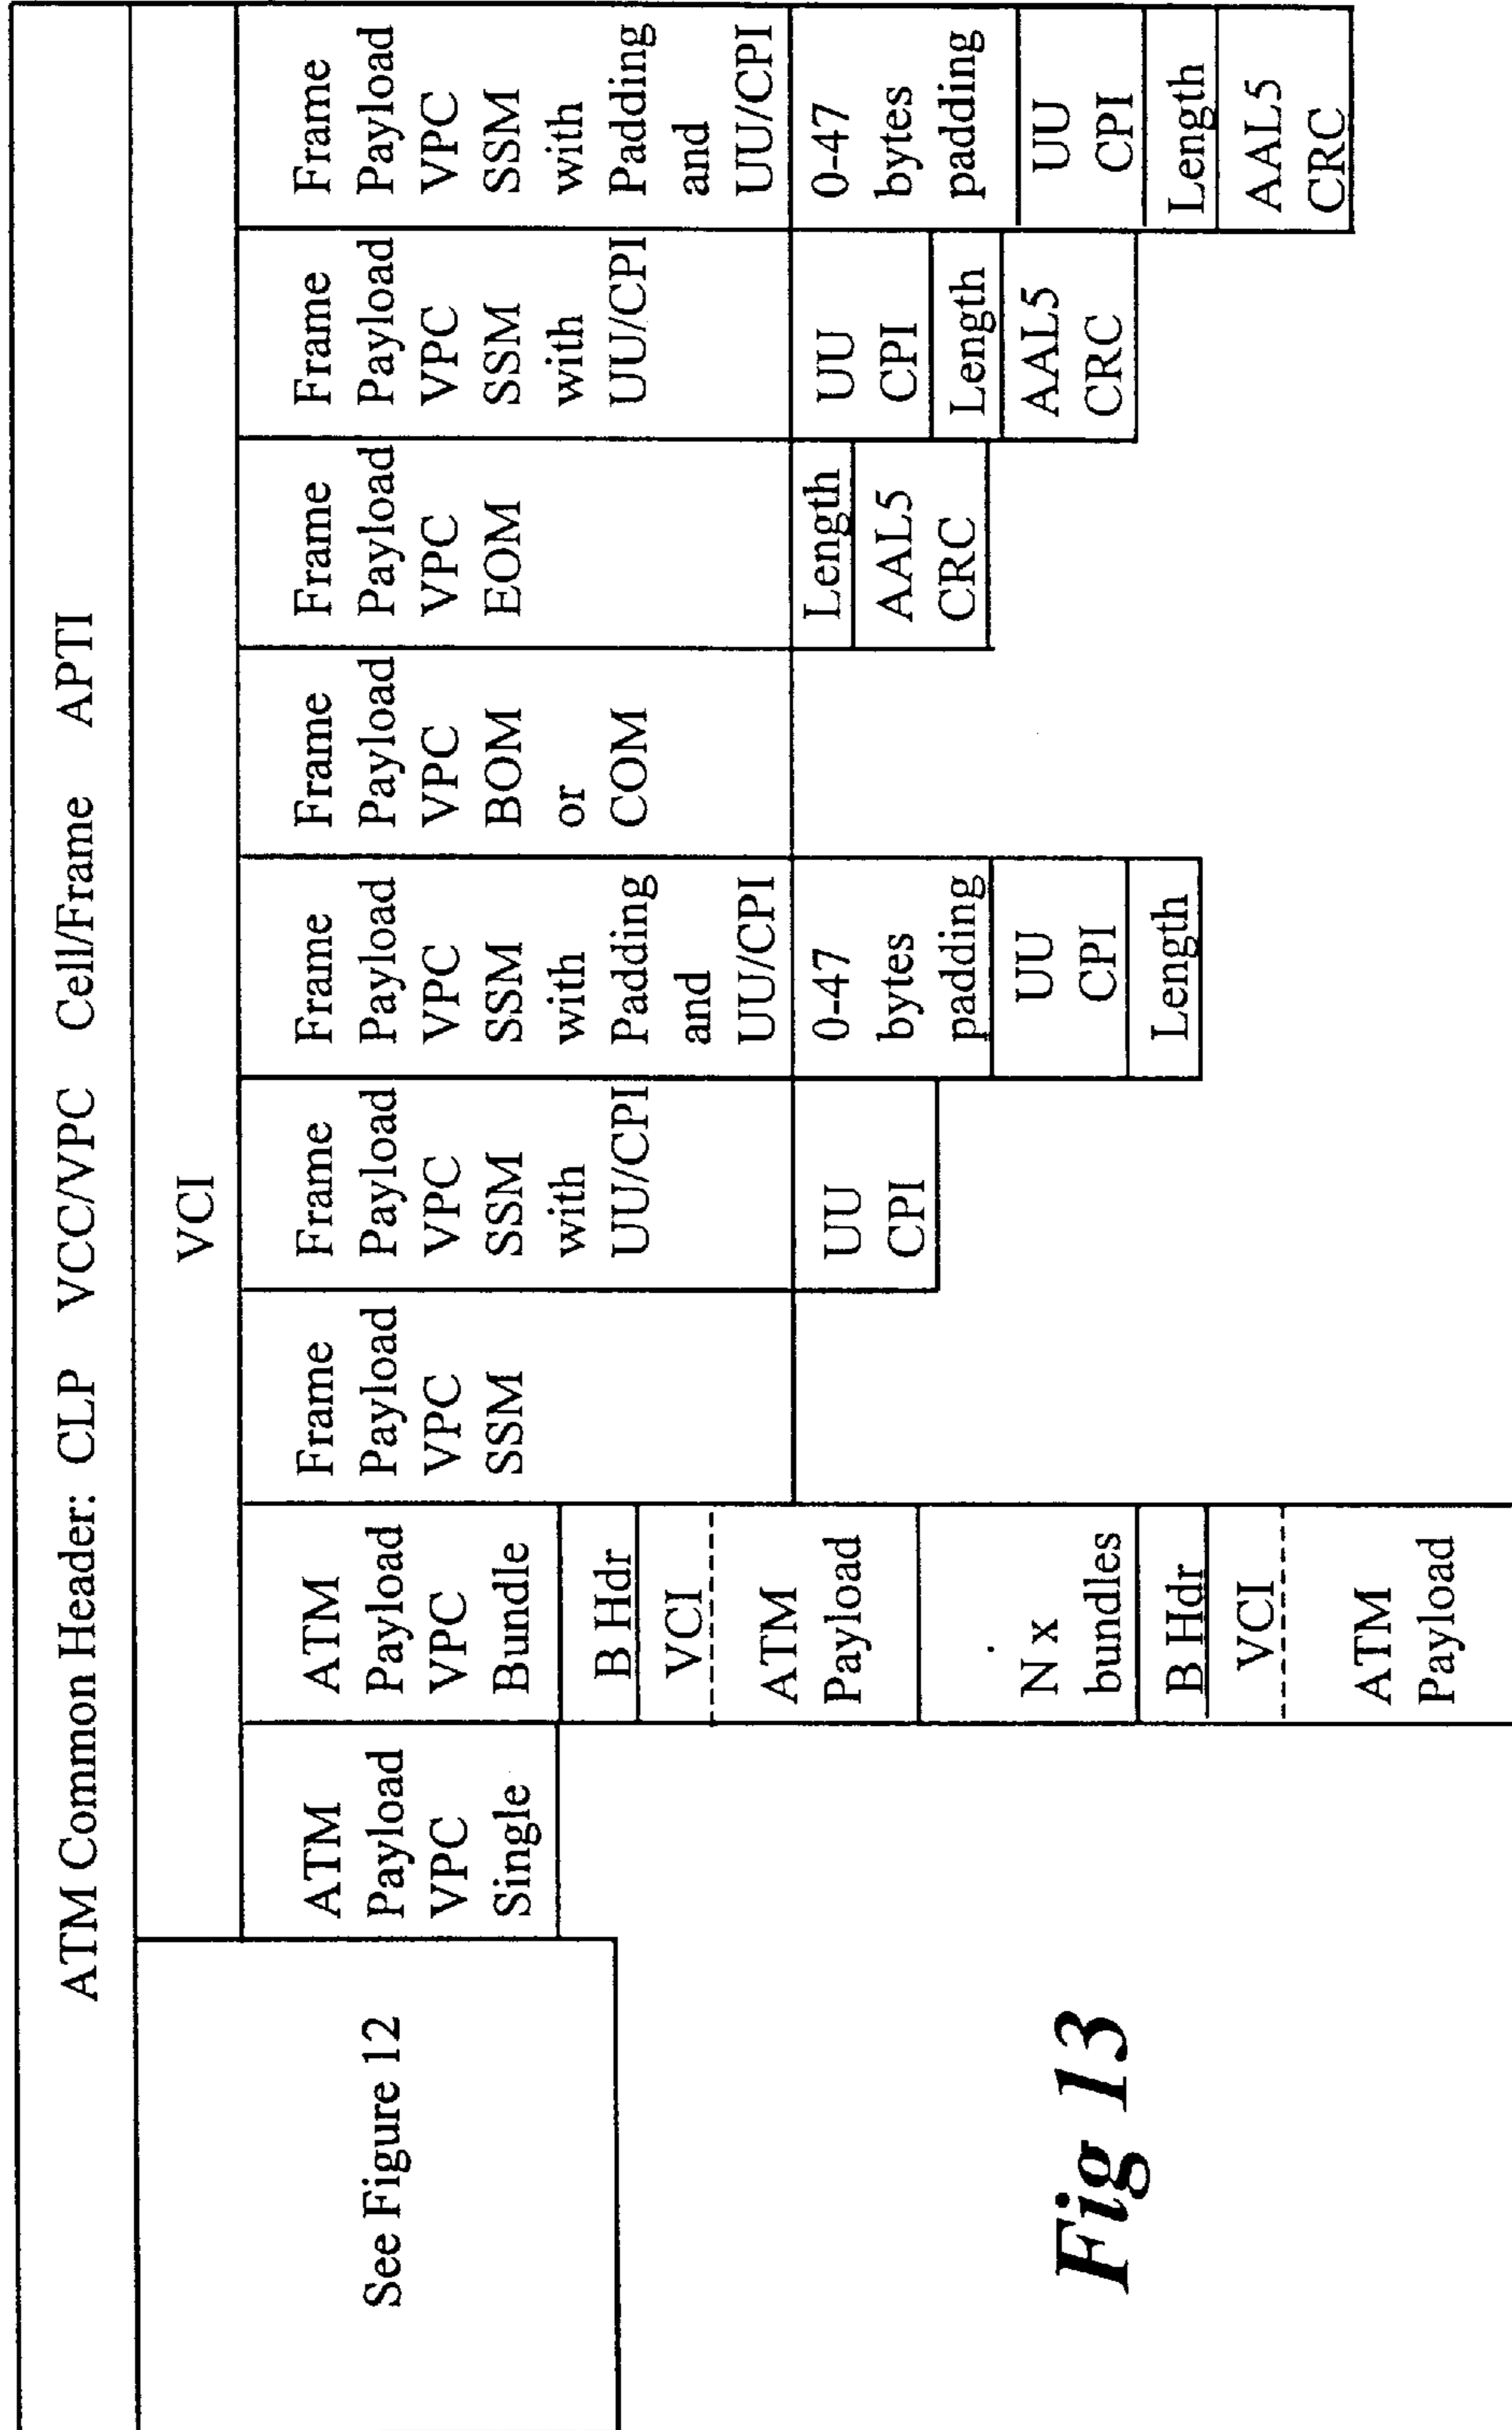 ATM Common Header: CLP VCC/VPC Cell/Frame APTI
See Figure 12
VCI
ATM
Payload
VPC
Single
ATM
Payload
VPC
Bundle
B Hdr
VCI
ATM
Payload
N x
bundles
B Hdr
VCI
ATM
Payload
Frame
Payload
VPC
SSM
Frame
Payload
VPC
SSM
with
UU/CPI
UU
CPI
Frame
Payload
VPC
SSM
with
Padding
and
UU/CPI
0-47
bytes
padding
UU
CPI
Length
Frame
Payload
VPC
BOM
or
COM
Frame
Payload
VPC
EOM
Length
AAL5
CRC
Frame
Payload
VPC
SSM
with
UU/CPI
UU
CPI
Length
AAL5
CRC
Frame
Payload
VPC
SSM
with
Padding
and
UU/CPI
0-47
bytes
padding
UU
CPI
Length
AAL5
CRC
Fig 13